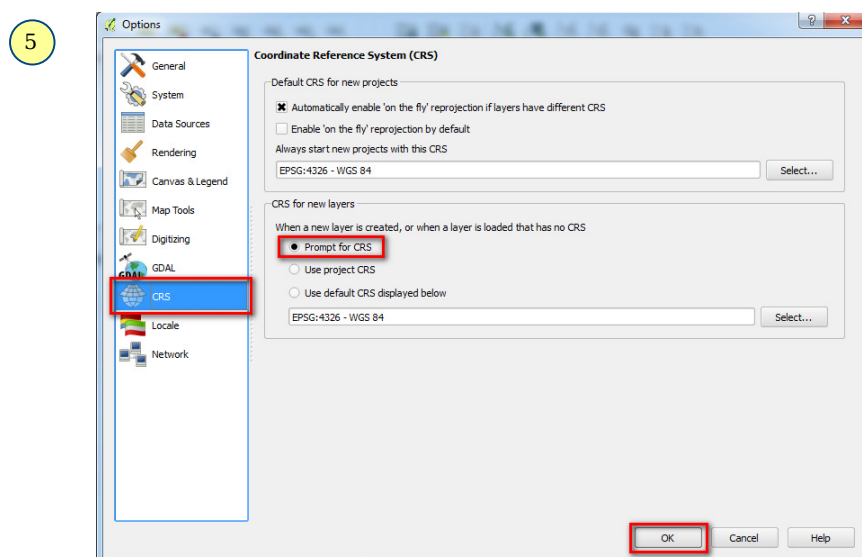 5
Options
General
System
Data Sources
Rendering
Canvas & Legend
Map Tools
Digitizing
GDAL
GDAL
CRS
Locale
Network
Coordinate Reference System (CRS)
Default CRS for new projects
Automatically enable 'on the fly' reprojection if layers have different CRS
Enable 'on the fly' reprojection by default
Always start new projects with this CRS
EPSG:4326 - WGS 84
Select...
CRS for new layers
When a new layer is created, or when a layer is loaded that has no CRS
Prompt for CRS
Use project CRS
Use default CRS displayed below
EPSG:4326 - WGS 84
Select...
OK
Cancel
Help